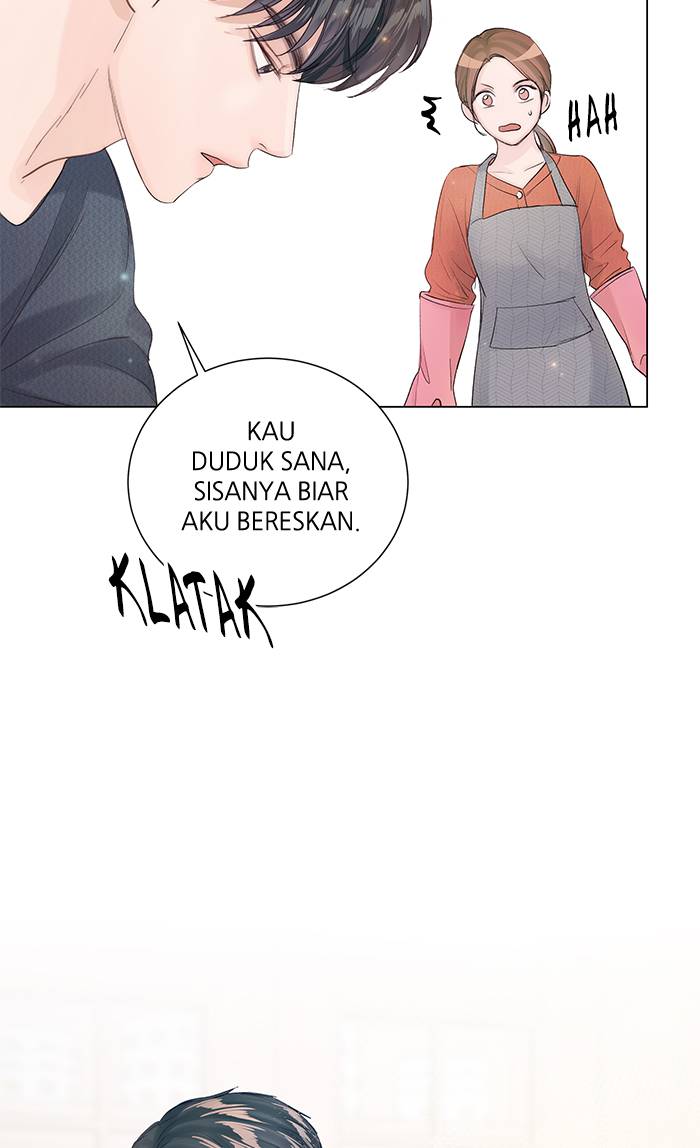 HAH
KAU
DUDUK SANA,
SISANYA BIAR
AKU BERESKAN.
KLATAK